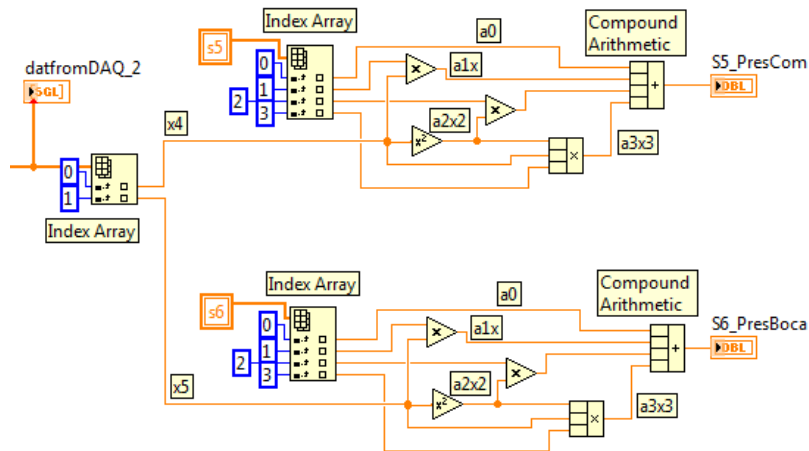 Index Array
Compound
Arithmetic
s5
a0
S5_PresCom
datfromDAQ_2
SGL]
0
×
a1x
1
2
3
×
+
DBL
x4
a2x2
x²
×
a3x3
0
1
Index Array
Index Array
Compound
Arithmetic
s6
a0
S6_PresBoca
0
×
a1x
1
2
3
×
+
DBL
x5
a2x2
x²
×
a3x3